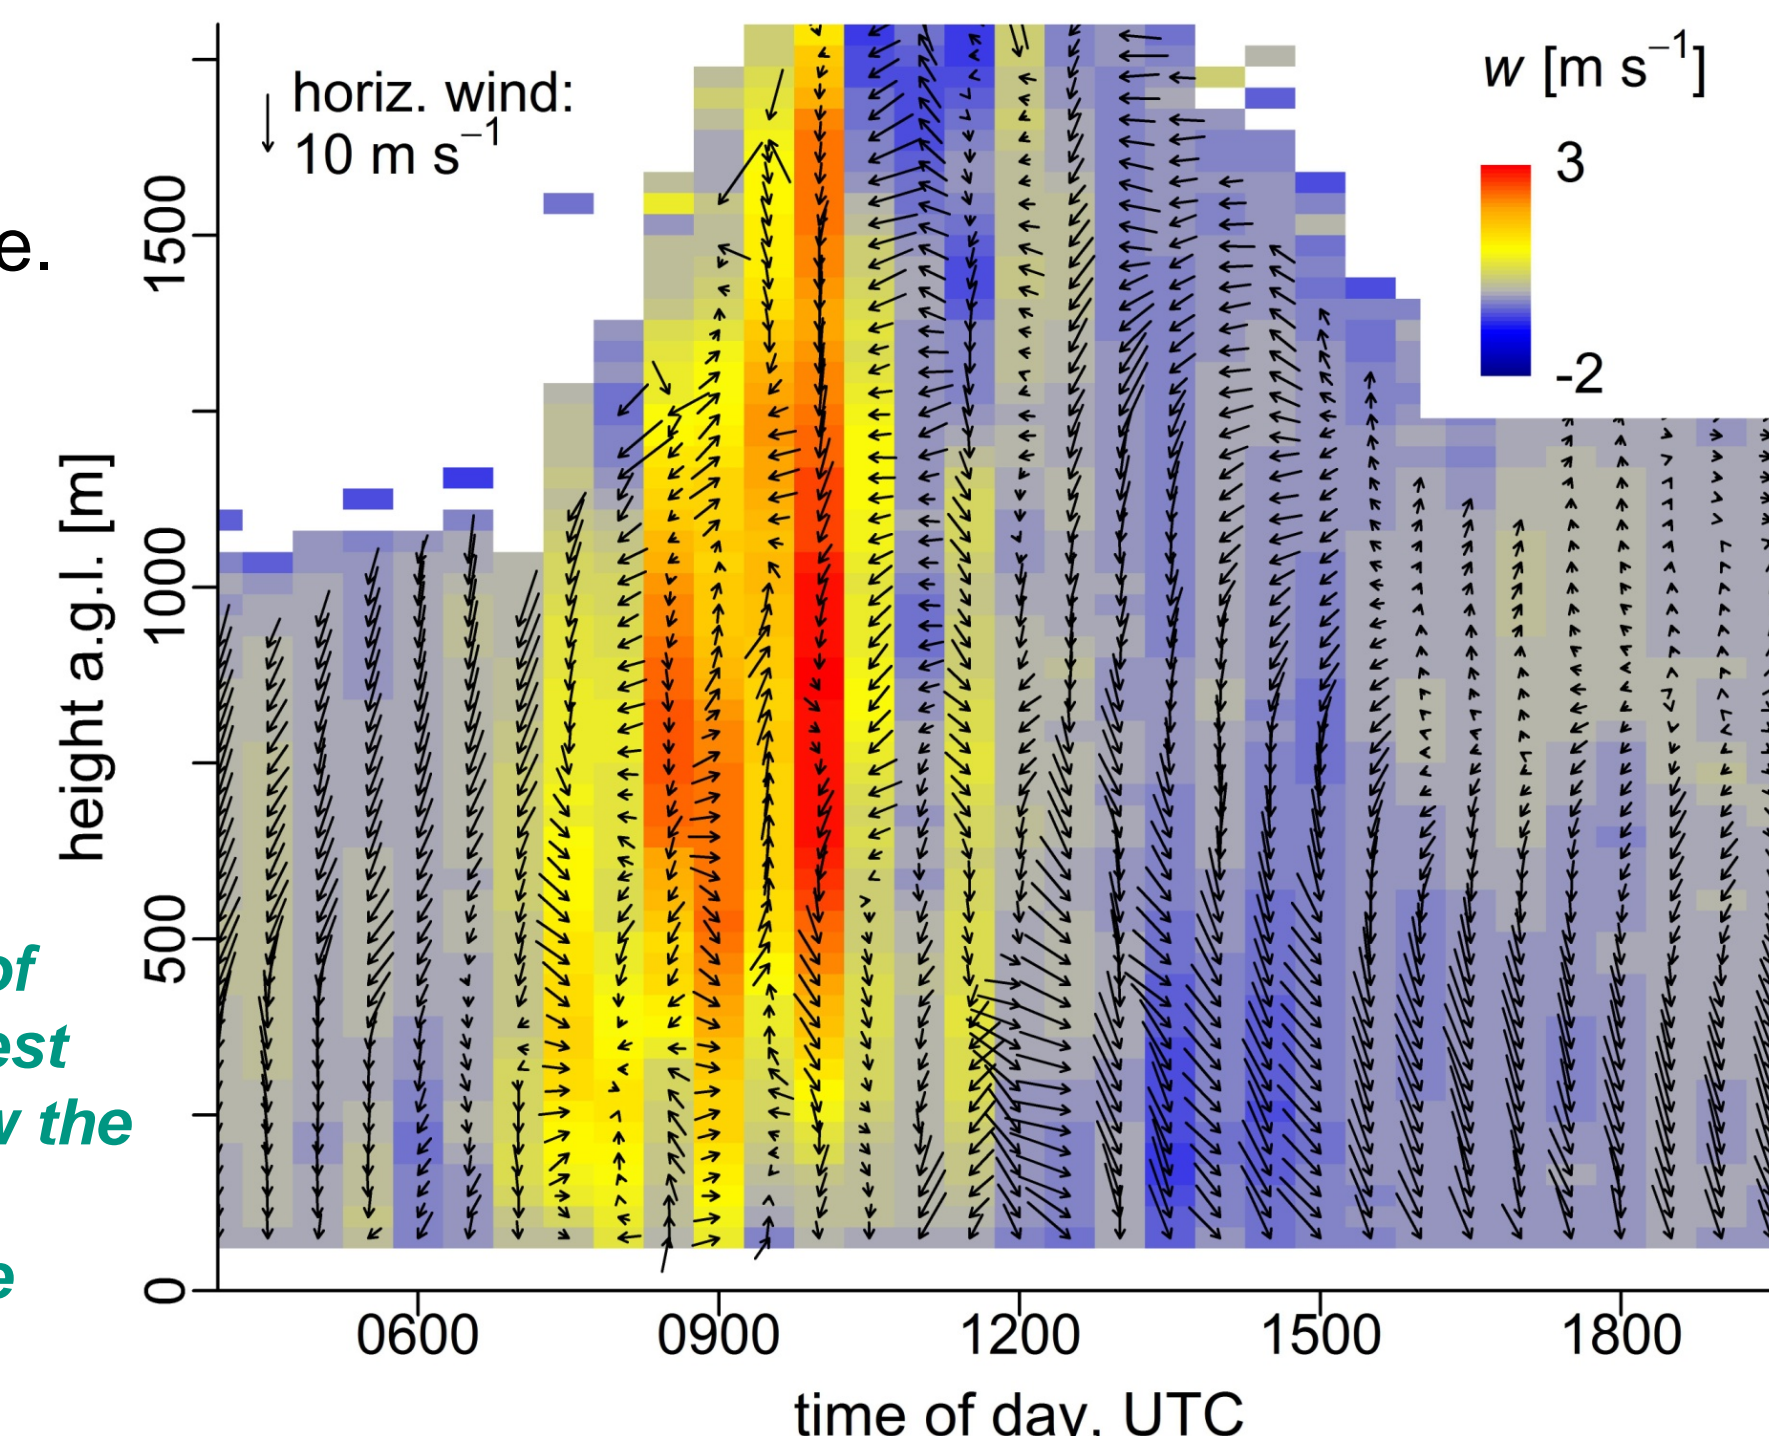 horiz. wind:
10 m s⁻¹
w [m s⁻¹]
3
-2
e.
1500
1000
500
0
height a.g.l. [m]
of
est
w the
e
0600 0900 1200 1500 1800
time of day, UTC